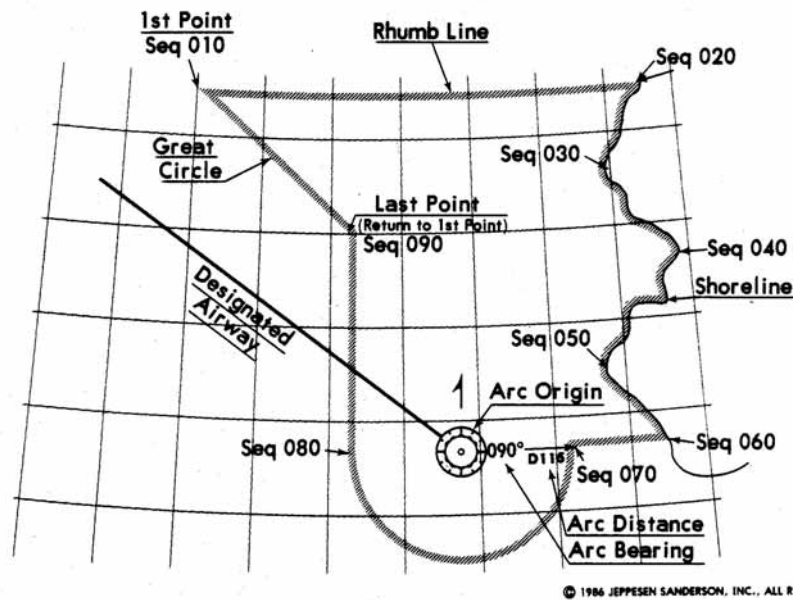 1st Point
Seq 010
Rhumb Line
Seq 020
Great
Circle
Seq 030
Last Point
(Return to 1st Point)
Seq 090
Seq 040
Designated
Airway
Shoreline
Seq 050
Arc Origin
Seq 080
090°
D116
Seq 060
Seq 070
Arc Distance
Arc Bearing
© 1986 JEPPESEN SANDERSON, INC., ALL R